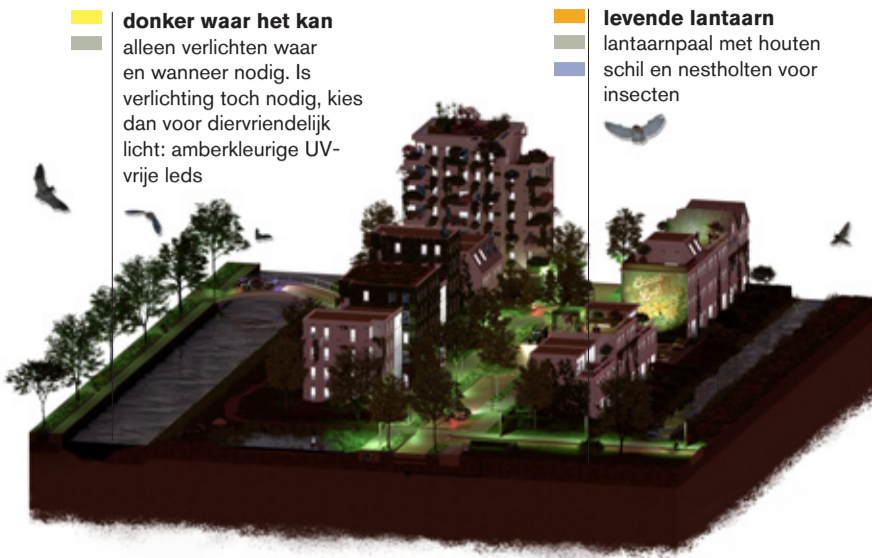 donker waar het kan
alleen verlichten waar
en wanneer nodig. Is
verlichting toch nodig, kies
dan voor diervriendelijk
licht: amberkleurige UV-
vrije leds
levende lantaarn
lantaarnpaal met houten
schil en nestholten voor
insecten